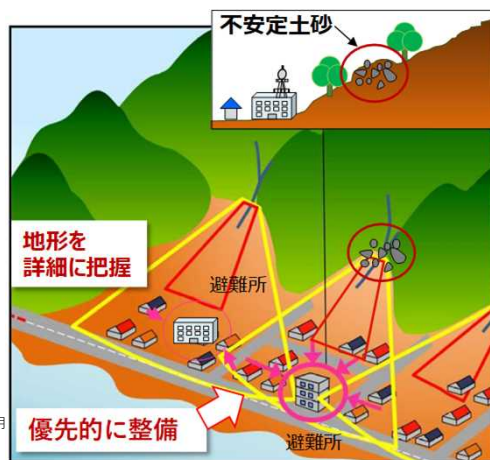 不安定土砂
地形を
詳細に把握
避難所
優先的に整備
避難所